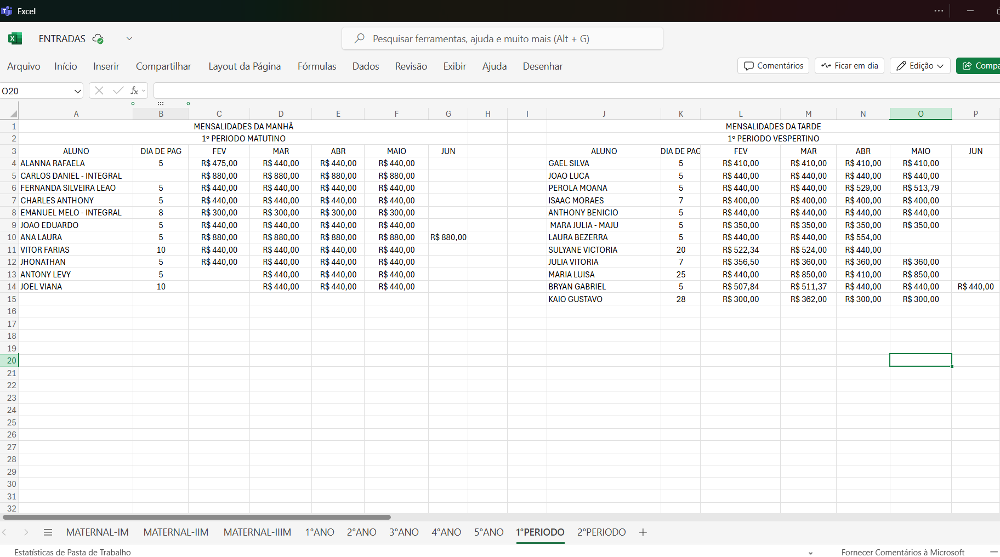 Excel
ENTRADAS
Pesquisar ferramentas, ajuda e muito mais (Alt + G)
Arquivo Início Inserir Compartilhar Layout da Página Fórmulas Dados Revisão Exibir Ajuda Desenhar Comentários Ficar em dia Edição Compa
O20 fx
A B C D E F G H I J K L M N O P
1 MENSALIDADES DA MANHÃ MENSALIDADES DA TARDE
2 1º PERIODO MATUTINO 1º PERIODO VESPERTINO
3 ALUNO DIA DE PAG FEV MAR ABR MAIO JUN ALUNO DIA DE PAG FEV MAR ABR MAIO JUN
4 ALANNA RAFAELA 5 R$ 475,00 R$ 440,00 R$ 440,00 R$ 440,00 GAEL SILVA 5 R$ 410,00 R$ 410,00 R$ 410,00 R$ 410,00
5 CARLOS DANIEL - INTEGRAL R$ 880,00 R$ 880,00 R$ 880,00 R$ 880,00 JOAO LUCA 5 R$ 440,00 R$ 440,00 R$ 440,00 R$ 440,00
6 FERNANDA SILVEIRA LEAO 5 R$ 440,00 R$ 440,00 R$ 440,00 R$ 440,00 PEROLA MOANA 5 R$ 440,00 R$ 440,00 R$ 529,00 R$ 513,79
7 CHARLES ANTHONY 5 R$ 440,00 R$ 440,00 R$ 440,00 R$ 440,00 ISAAC MORAES 7 R$ 400,00 R$ 400,00 R$ 400,00 R$ 400,00
8 EMANUEL MELO - INTEGRAL 8 R$ 300,00 R$ 300,00 R$ 300,00 R$ 300,00 ANTHONY BENICIO 5 R$ 440,00 R$ 440,00 R$ 440,00 R$ 440,00
9 JOAO EDUARDO 5 R$ 440,00 R$ 440,00 R$ 440,00 R$ 440,00 MARA JULIA - MAJU 5 R$ 350,00 R$ 350,00 R$ 350,00 R$ 350,00
10 ANA LAURA 5 R$ 880,00 R$ 880,00 R$ 880,00 R$ 880,00 R$ 880,00 LAURA BEZERRA 5 R$ 440,00 R$ 440,00 R$ 554,00
11 VITOR FARIAS 10 R$ 440,00 R$ 440,00 R$ 440,00 R$ 440,00 SULYANE VICTORIA 20 R$ 522,34 R$ 524,00 R$ 440,00
12 JHONATHAN 5 R$ 440,00 R$ 440,00 R$ 440,00 R$ 440,00 JULIA VITORIA 7 R$ 356,50 R$ 360,00 R$ 360,00 R$ 360,00
13 ANTONY LEVY 5 R$ 440,00 R$ 440,00 R$ 440,00 MARIA LUISA 25 R$ 440,00 R$ 850,00 R$ 410,00 R$ 850,00
14 JOEL VIANA 10 R$ 440,00 R$ 440,00 R$ 440,00 BRYAN GABRIEL 5 R$ 507,84 R$ 511,37 R$ 440,00 R$ 440,00 R$ 440,00
15 KAIO GUSTAVO 28 R$ 300,00 R$ 362,00 R$ 300,00 R$ 300,00
16
17
18
19
20
21
22
23
24
25
26
27
28
29
30
31
32
MATERNAL-IM MATERNAL-IIM MATERNAL-IIIM 1°ANO 2°ANO 3°ANO 4°ANO 5°ANO 1°PERIODO 2°PERIODO
Estatísticas de Pasta de Trabalho Fornecer Comentários à Microsoft